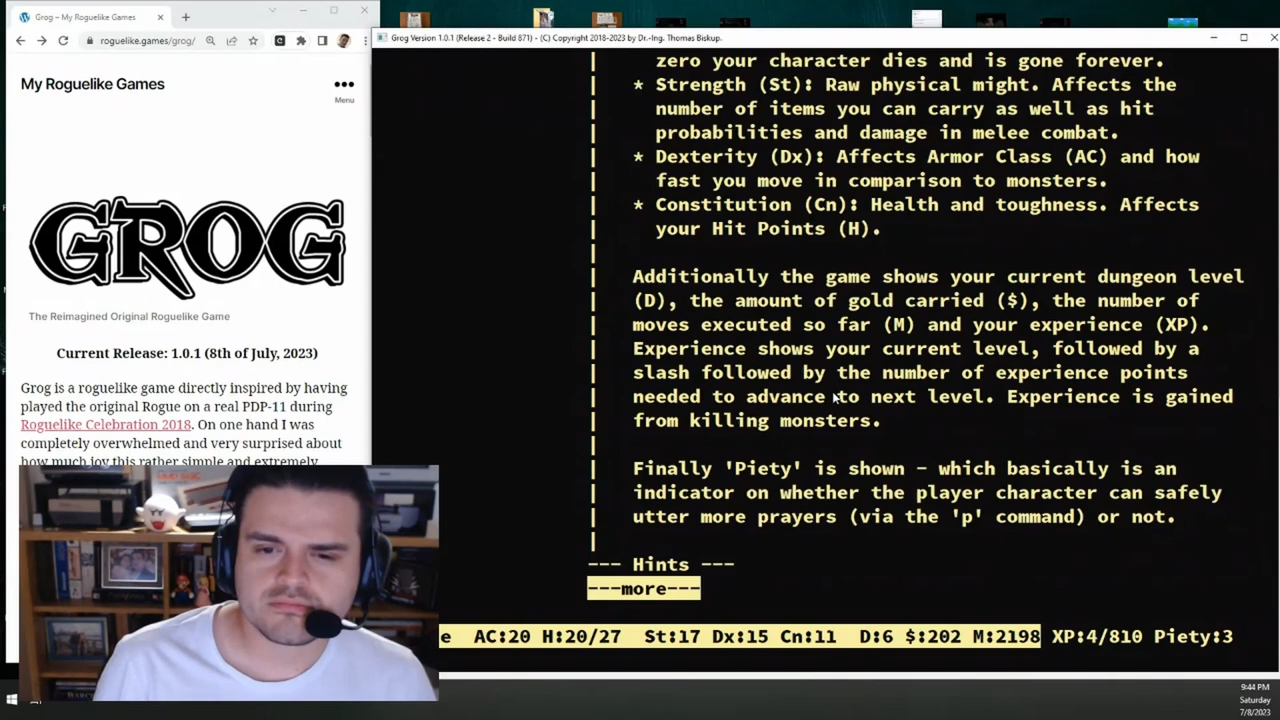 Grog – My Roguelike Games
roguelike.games/grog/
My Roguelike Games
Menu
GROG
The Reimagined Original Roguelike Game
Current Release: 1.0.1 (8th of July, 2023)
Grog is a roguelike game directly inspired by having
played the original Rogue on a real PDP-11 during
Roguelike Celebration 2018. On one hand I was
completely overwhelmed and very surprised about
how much joy this rather simple and extremely
Grog Version 1.0.1 (Release 2 - Build 871) - (C) Copyright 2018-2023 by Dr.-Ing. Thomas Biskup.
| zero your character dies and is gone forever.
| * Strength (St): Raw physical might. Affects the
| number of items you can carry as well as hit
| probabilities and damage in melee combat.
| * Dexterity (Dx): Affects Armor Class (AC) and how
| fast you move in comparison to monsters.
| * Constitution (Cn): Health and toughness. Affects
| your Hit Points (H).
|
| Additionally the game shows your current dungeon level
| (D), the amount of gold carried ($), the number of
| moves executed so far (M) and your experience (XP).
| Experience shows your current level, followed by a
| slash followed by the number of experience points
| needed to advance to next level. Experience is gained
| from killing monsters.
|
| Finally 'Piety' is shown - which basically is an
| indicator on whether the player character can safely
| utter more prayers (via the 'p' command) or not.
|
--- Hints ---
---more---
e AC:20 H:20/27 St:17 Dx:15 Cn:11 D:6 $:202 M:2198 XP:4/810 Piety:3
9:44 PM
Saturday
7/8/2023